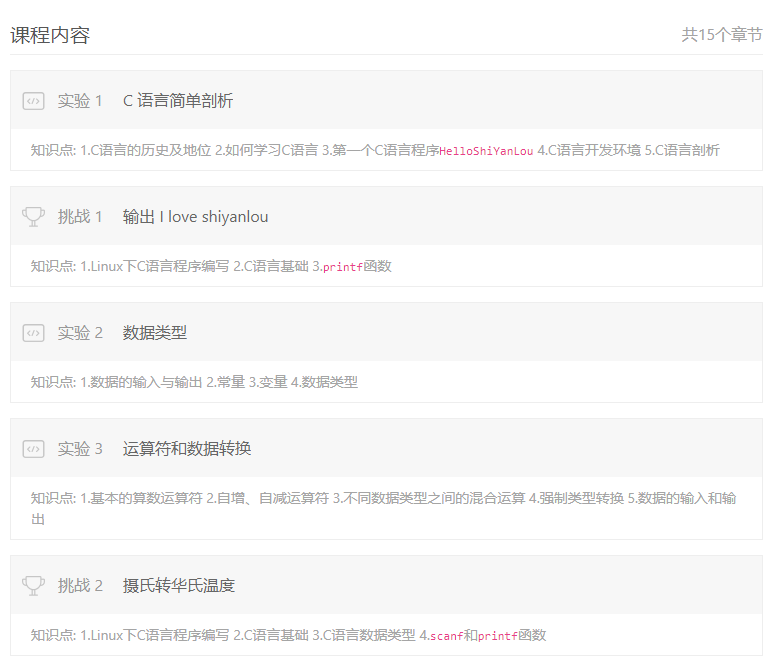 课程内容 共15个章节
实验 1 C 语言简单剖析
知识点: 1.C语言的历史及地位 2.如何学习C语言 3.第一个C语言程序HelloShiYanLou 4.C语言开发环境 5.C语言剖析
挑战 1 输出 I love shiyanlou
知识点: 1.Linux下C语言程序编写 2.C语言基础 3.printf函数
实验 2 数据类型
知识点: 1.数据的输入与输出 2.常量 3.变量 4.数据类型
实验 3 运算符和数据转换
知识点: 1.基本的算数运算符 2.自增、自减运算符 3.不同数据类型之间的混合运算 4.强制类型转换 5.数据的输入和输
出
挑战 2 摄氏转华氏温度
知识点: 1.Linux下C语言程序编写 2.C语言基础 3.C语言数据类型 4.scanf和printf函数